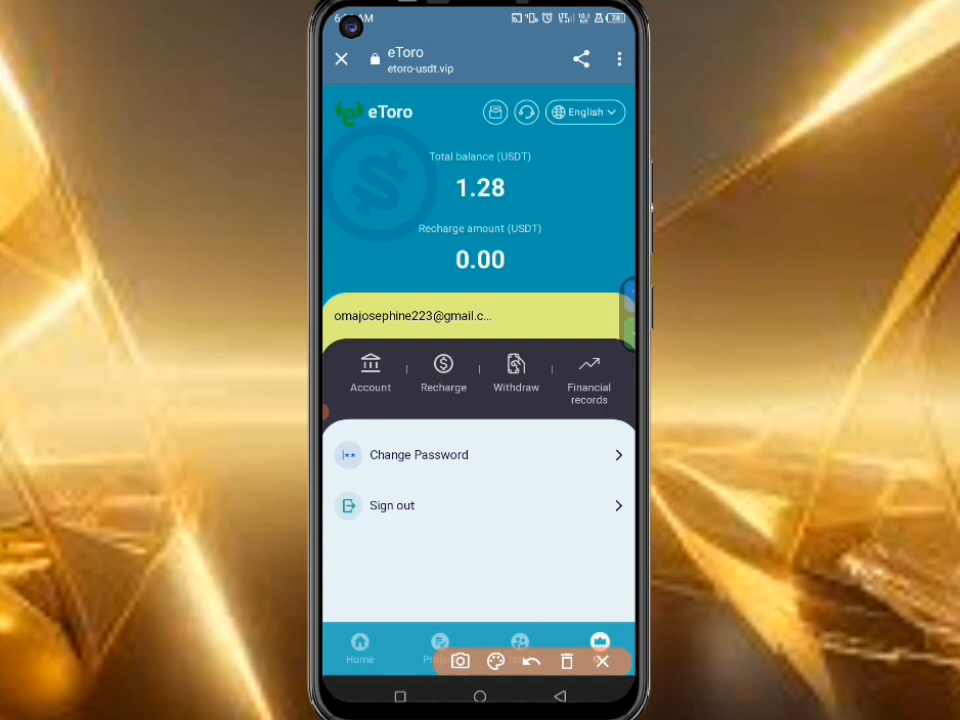 eToro
etoro-usdt.vip
eToro
English
Total balance (USDT)
1.28
Recharge amount (USDT)
0.00
omajosephine223@gmail.c...
Account
Recharge
Withdraw
Financial
records
Change Password
Sign out
Home